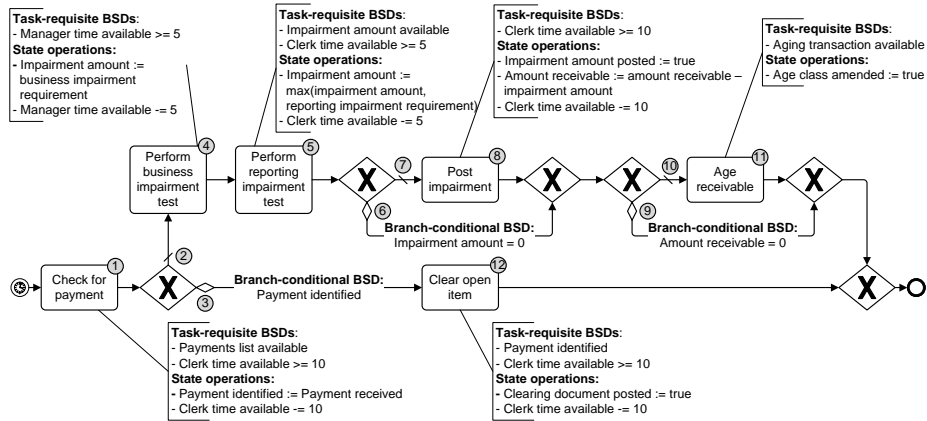 Task-requisite BSDs:
- Manager time available >= 5
State operations:
- Impairment amount :=
business impairment
requirement
- Manager time available -= 5
Task-requisite BSDs:
- Impairment amount available
- Clerk time available >= 5
State operations:
- Impairment amount :=
max(impairment amount,
reporting impairment requirement)
- Clerk time available -= 5
Task-requisite BSDs:
- Clerk time available >= 10
State operations:
- Impairment amount posted := true
- Amount receivable := amount receivable –
impairment amount
- Clerk time available -= 10
Task-requisite BSDs:
- Aging transaction available
State operations:
- Age class amended := true
4
Perform
business
impairment
test
5
Perform
reporting
impairment
test
X
7
6
Branch-conditional BSD:
Impairment amount = 0
8
Post
impairment
X
X
10
9
Branch-conditional BSD:
Amount receivable = 0
11
Age
receivable
X
1
Check for
payment
X
2
3
Branch-conditional BSD:
Payment identified
12
Clear open
item
X
Task-requisite BSDs:
- Payments list available
- Clerk time available >= 10
State operations:
- Payment identified := Payment received
- Clerk time available -= 10
Task-requisite BSDs:
- Payment identified
- Clerk time available >= 10
State operations:
- Clearing document posted := true
- Clerk time available -= 10